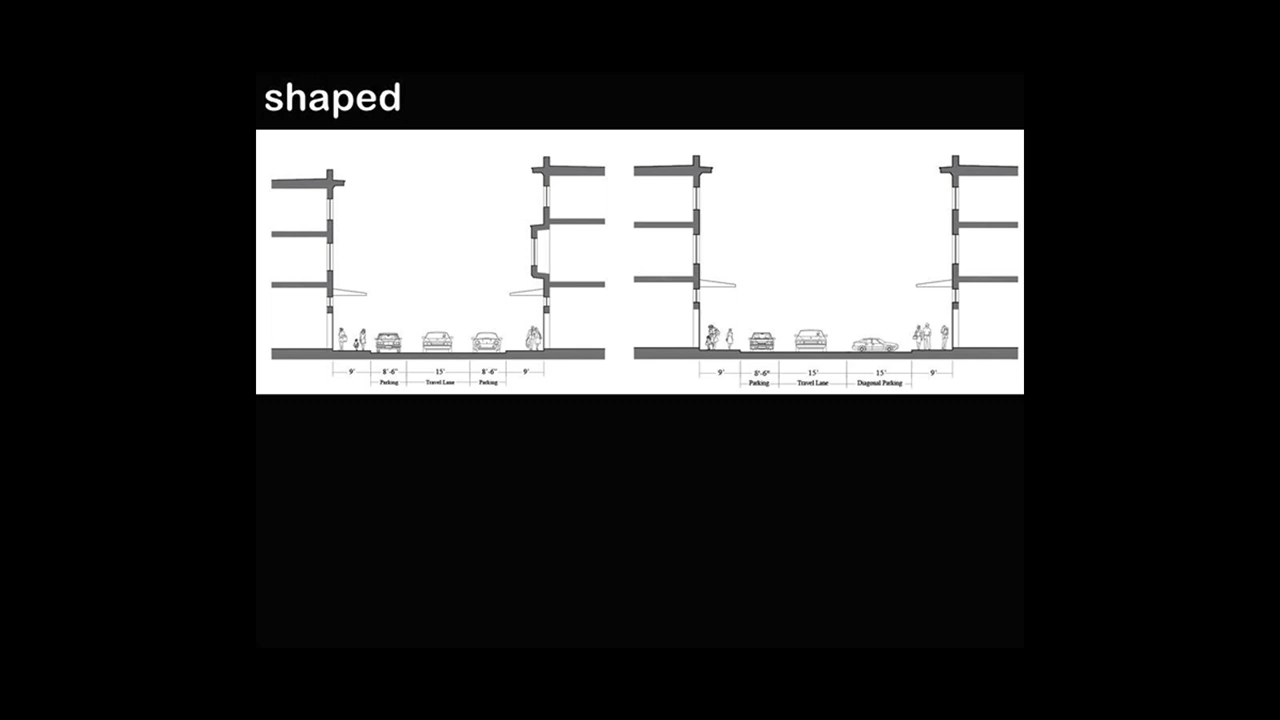 shaped
9' 8'-6" 15' 8'-6" 9'
Parking Travel Lane Parking
9' 8'-6" 15' 15' 9'
Parking Travel Lane Diagonal Parking